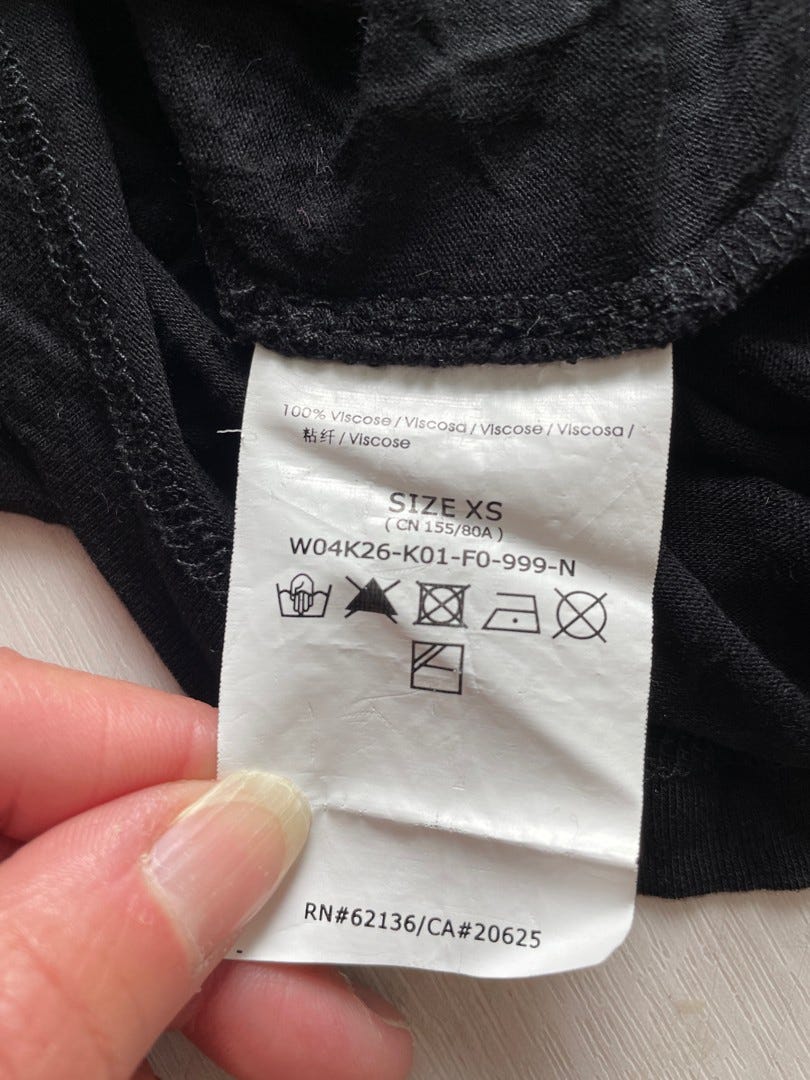 100% Viscose / Viscosa / Viscose / Viscosa /
粘纤 / Viscose
SIZE XS
( CN 155/80A )
W04K26-K01-F0-999-N
RN#62136/CA#20625